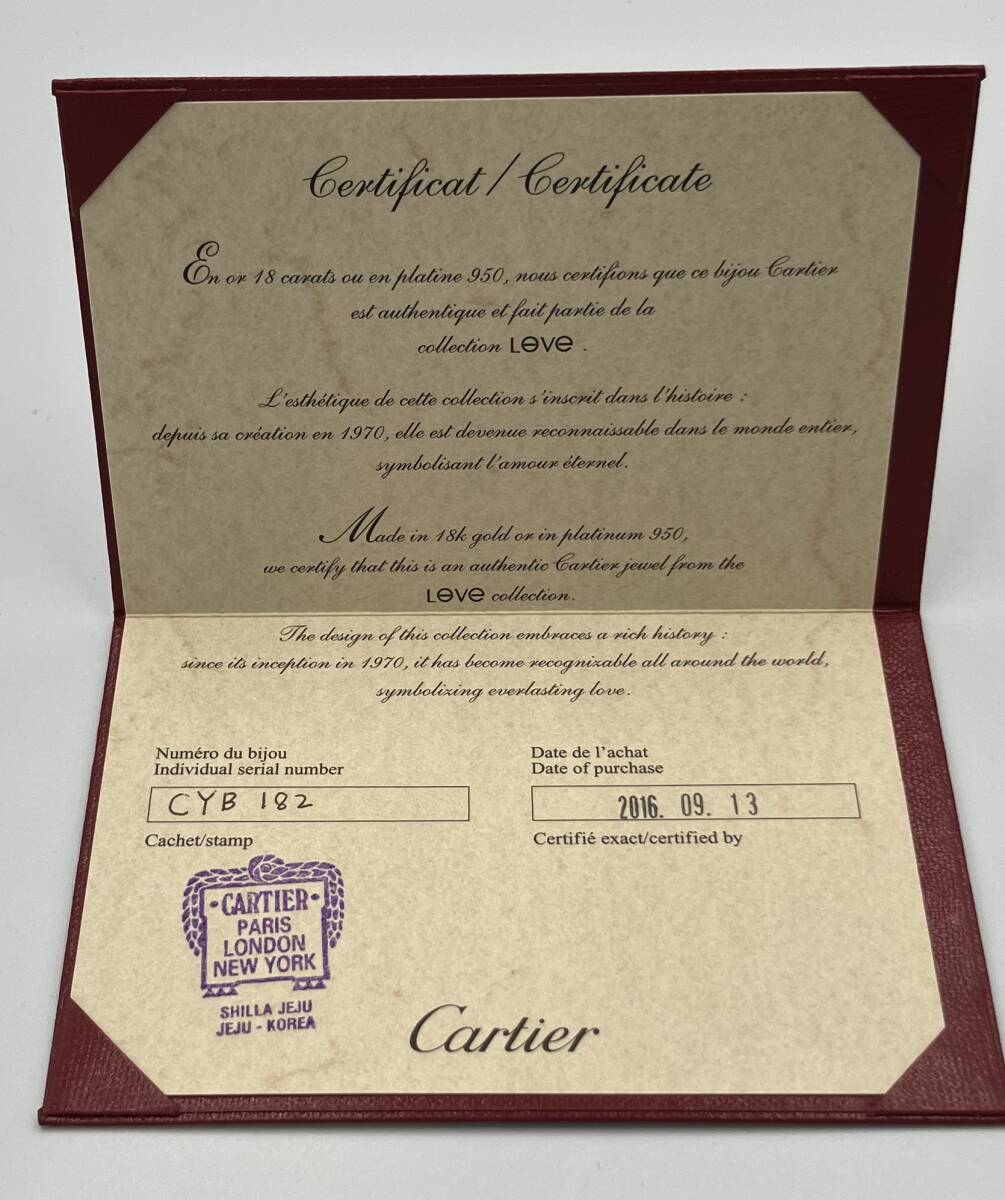 Certificat / Certificate
En or 18 carats ou en platine 950, nous certifions que ce bijou Cartier
est authentique et fait partie de la
collection LOVE .
L'esthétique de cette collection s'inscrit dans l'histoire :
depuis sa création en 1970, elle est devenue reconnaissable dans le monde entier,
symbolisant l'amour éternel.
Made in 18k gold or in platinum 950,
we certify that this is an authentic Cartier jewel from the
LOVE collection.
The design of this collection embraces a rich history :
since its inception in 1970, it has become recognizable all around the world,
symbolizing everlasting love.
Numéro du bijou
Individual serial number
CYB 182
Date de l'achat
Date of purchase
2016. 09. 13
Cachet/stamp
Certifié exact/certified by
·CARTIER·
PARIS
LONDON
NEW YORK
SHILLA JEJU
JEJU - KOREA
Cartier